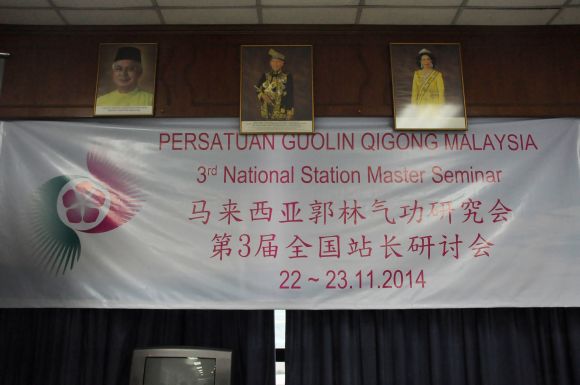 PERSATUAN GUOLIN QIGONG MALAYSIA
3rd National Station Master Seminar
马来西亚郭林气功研究会
第3届全国站长研讨会
22 ~ 23.11.2014